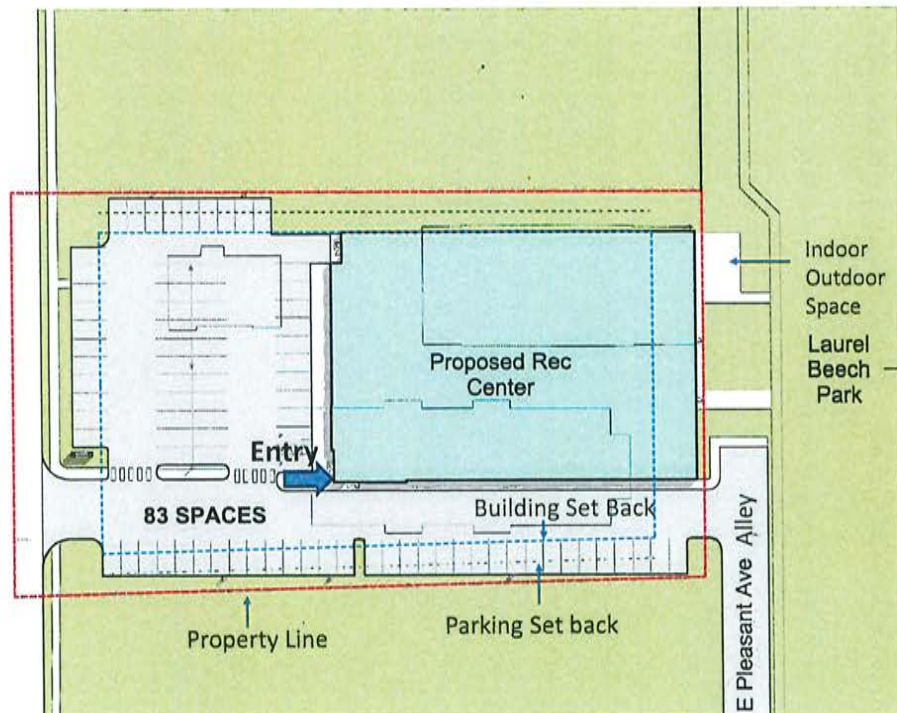 Indoor
Outdoor
Space
Laurel
Beech
Park
Proposed Rec
Center
Entry
83 SPACES
Building Set Back
Property Line
Parking Set back
E Pleasant Ave Alley